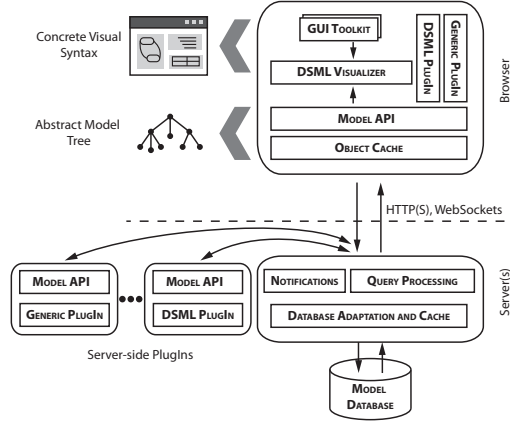 Concrete Visual
Syntax
GUI Toolkit
DSML Visualizer
DSML PlugIn
Generic PlugIn
Browser
Abstract Model
Tree
Model API
Object Cache
HTTP(S), WebSockets
Model API
Generic PlugIn
Model API
DSML PlugIn
Server-side PlugIns
Notifications
Query Processing
Database Adaptation and Cache
Server(s)
Model
Database